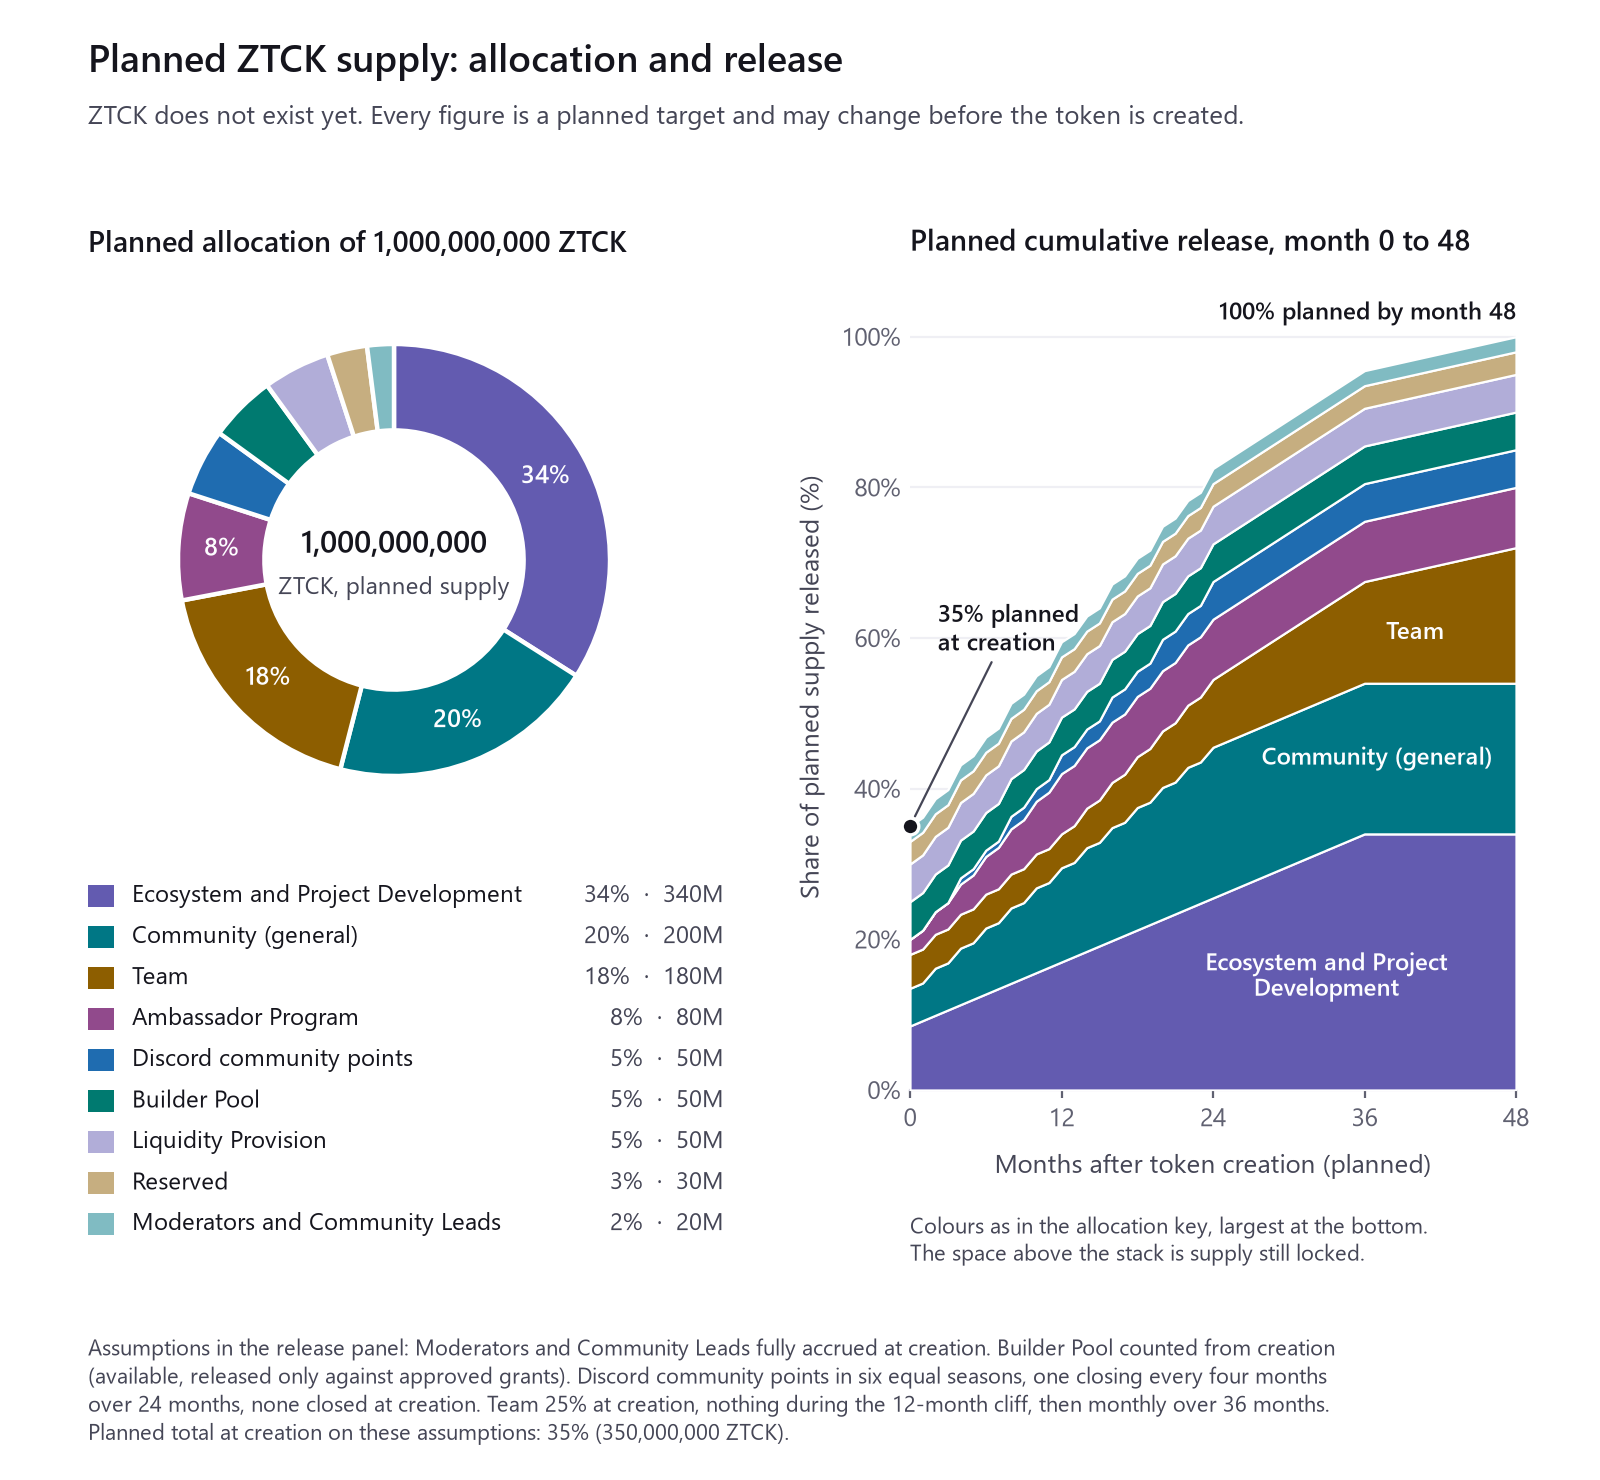 Planned ZTCK supply: allocation and release
ZTCK does not exist yet. Every figure is a planned target and may change before the token is created.
Planned allocation of 1,000,000,000 ZTCK
34%
20%
18%
8%
1,000,000,000
ZTCK, planned supply
Ecosystem and Project Development 34% · 340M
Community (general) 20% · 200M
Team 18% · 180M
Ambassador Program 8% · 80M
Discord community points 5% · 50M
Builder Pool 5% · 50M
Liquidity Provision 5% · 50M
Reserved 3% · 30M
Moderators and Community Leads 2% · 20M
Planned cumulative release, month 0 to 48
100% planned by month 48
Share of planned supply released (%)
100%
80%
60%
40%
20%
0%
35% planned
at creation
Team
Community (general)
Ecosystem and Project
Development
0 12 24 36 48
Months after token creation (planned)
Colours as in the allocation key, largest at the bottom.
The space above the stack is supply still locked.
Assumptions in the release panel: Moderators and Community Leads fully accrued at creation. Builder Pool counted from creation
(available, released only against approved grants). Discord community points in six equal seasons, one closing every four months
over 24 months, none closed at creation. Team 25% at creation, nothing during the 12-month cliff, then monthly over 36 months.
Planned total at creation on these assumptions: 35% (350,000,000 ZTCK).